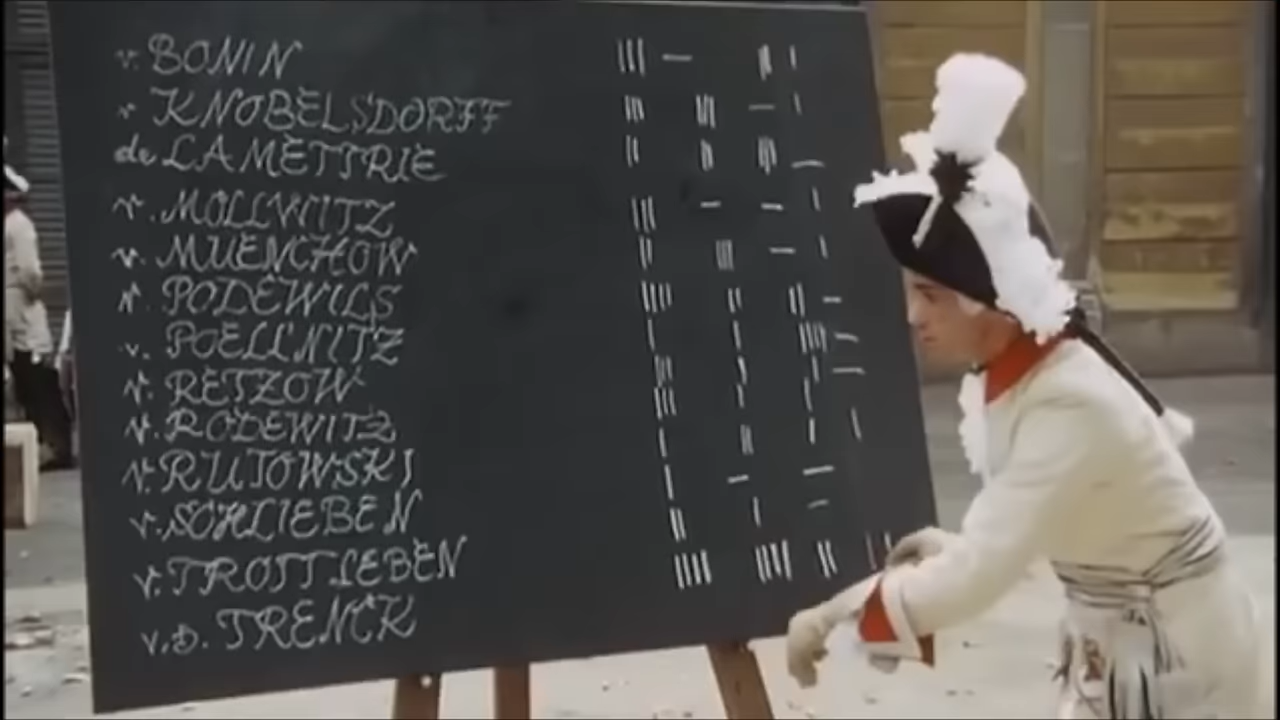 v. BONIN
v. KNOBELSDORFF
de LAMETTRIE
v. MOLLWITZ
v. MUENCHOW
v. PODEWILS
v. POELLNITZ
v. RETZOW
v. RODEWITZ
v. RUTOWSKI
v. SCHLIEBEN
v. TROTTLEBEN
v.D. TRENCK